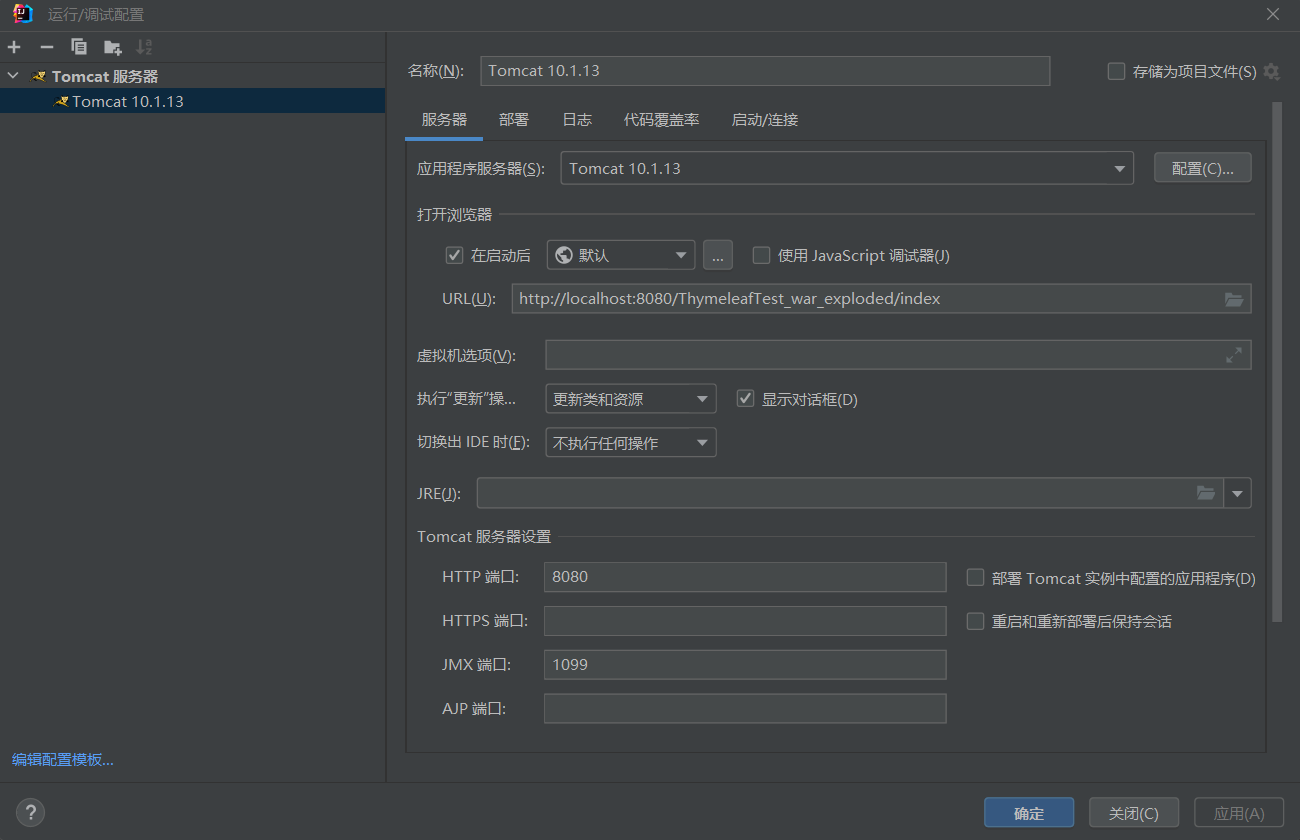 运行/调试配置
Tomcat 服务器
Tomcat 10.1.13
编辑配置模板...
名称(N): Tomcat 10.1.13 存储为项目文件(S)
服务器 部署 日志 代码覆盖率 启动/连接
应用程序服务器(S): Tomcat 10.1.13 配置(C)...
打开浏览器
在启动后 默认 ... 使用 JavaScript 调试器(J)
URL(U): http://localhost:8080/ThymeleafTest_war_exploded/index
虚拟机选项(V):
执行“更新”操... 更新类和资源 显示对话框(D)
切换出 IDE 时(F): 不执行任何操作
JRE(J):
Tomcat 服务器设置
HTTP 端口: 8080 部署 Tomcat 实例中配置的应用程序(D)
HTTPS 端口: 重启和重新部署后保持会话
JMX 端口: 1099
AJP 端口:
? 确定 关闭(C) 应用(A)